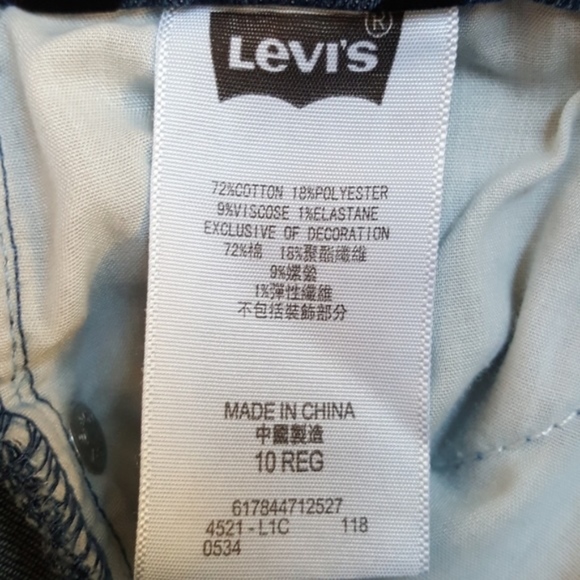 ®
Levi's
72%COTTON 18%POLYESTER
9%VISCOSE 1%ELASTANE
EXCLUSIVE OF DECORATION
72%棉 18%聚酯纖維
9%嫘縈
1%彈性纖維
不包括裝飾部分
MADE IN CHINA
中國製造
10 REG
617844712527
4521 - L1C 118
0534